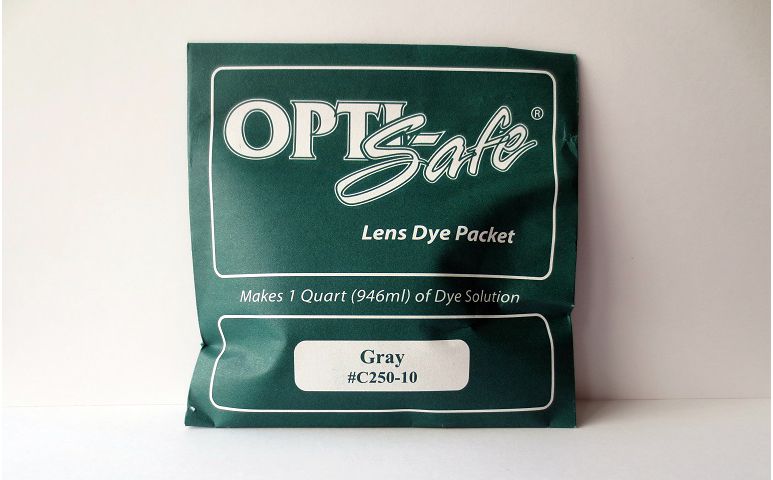 OPTI-Safe®
Lens Dye Packet
Makes 1 Quart (946ml) of Dye Solution
Gray
#C250-10